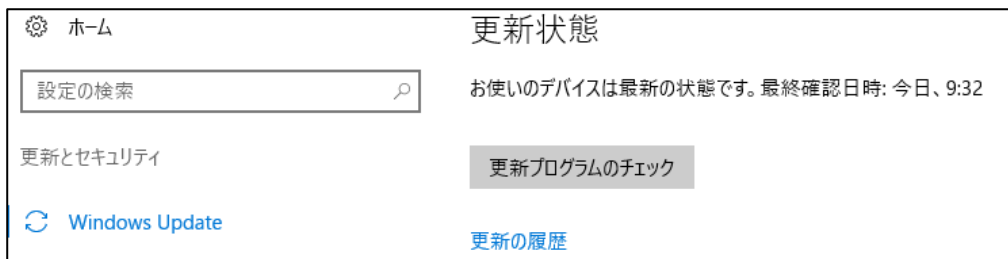 ホーム
設定の検索
更新とセキュリティ
Windows Update
更新状態
お使いのデバイスは最新の状態です。最終確認日時: 今日、9:32
更新プログラムのチェック
更新の履歴